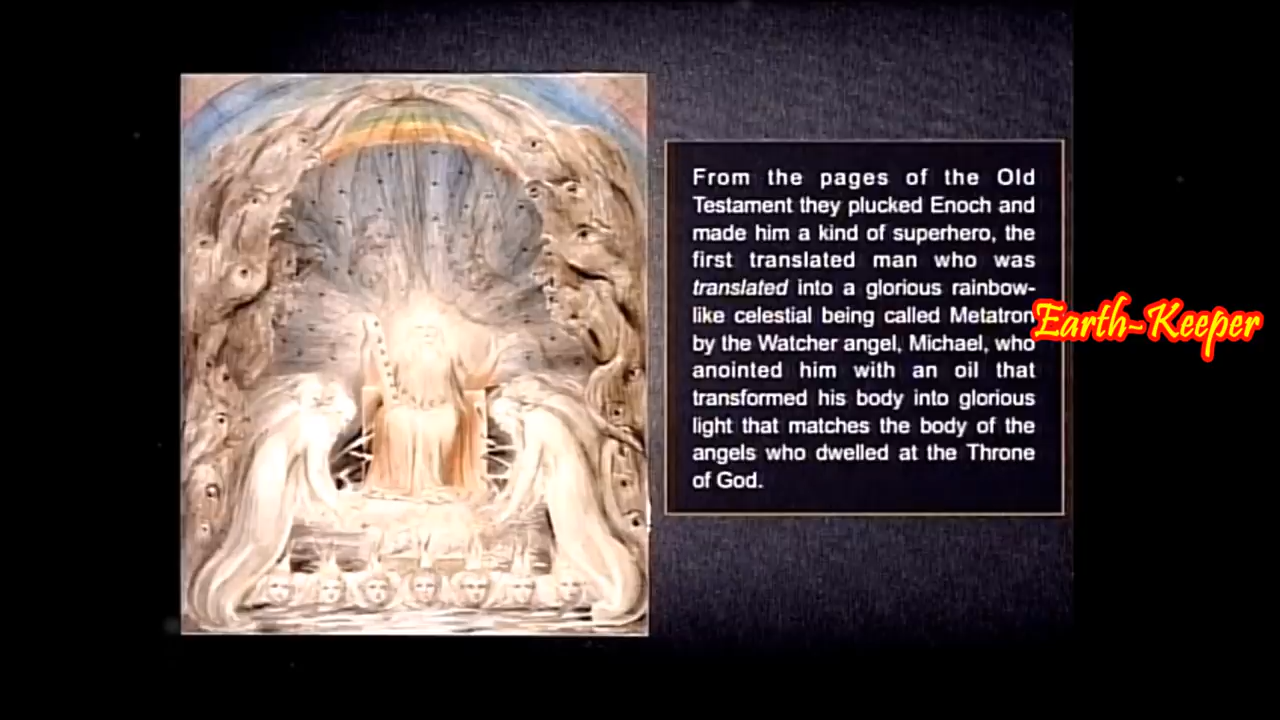 From the pages of the Old
Testament they plucked Enoch and
made him a kind of superhero, the
first translated man who was
translated into a glorious rainbow-
like celestial being called Metatron
by the Watcher angel, Michael, who
anointed him with an oil that
transformed his body into glorious
light that matches the body of the
angels who dwelled at the Throne
of God.
Earth-Keeper